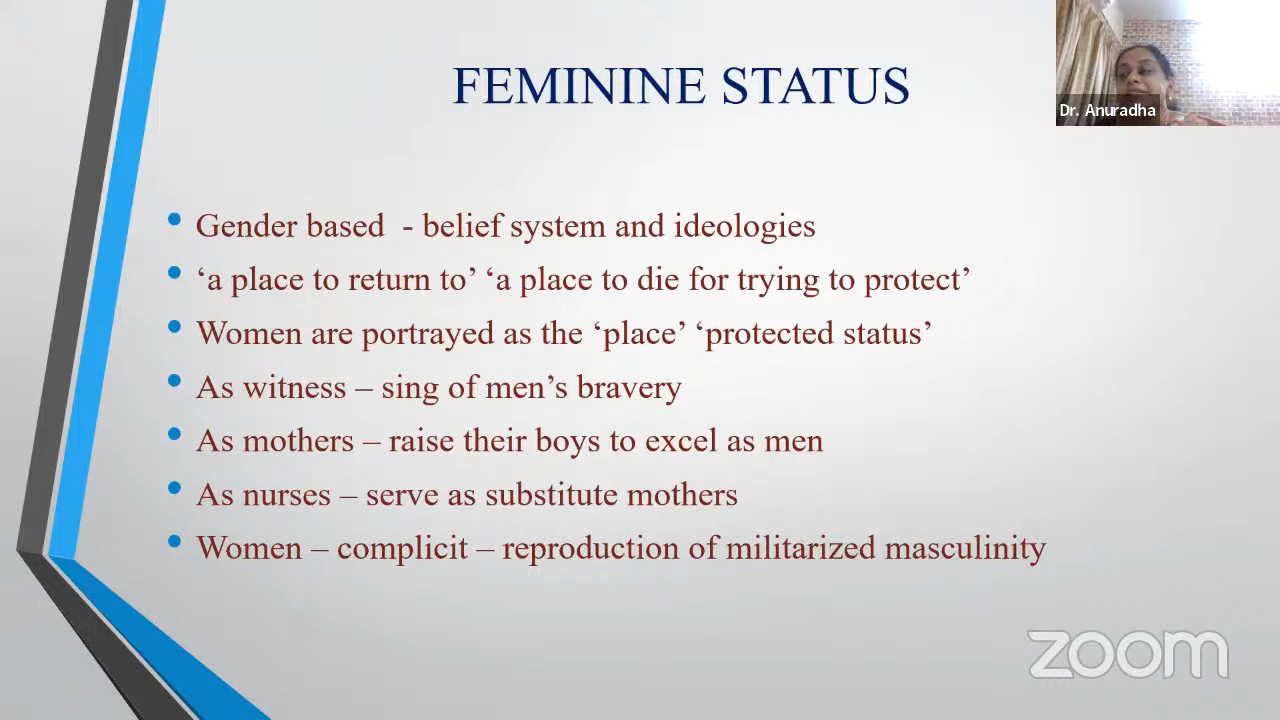 FEMININE STATUS
Dr. Anuradha
• Gender based - belief system and ideologies
• ‘a place to return to’ ‘a place to die for trying to protect’
• Women are portrayed as the ‘place’ ‘protected status’
• As witness – sing of men’s bravery
• As mothers – raise their boys to excel as men
• As nurses – serve as substitute mothers
• Women – complicit – reproduction of militarized masculinity
zoom